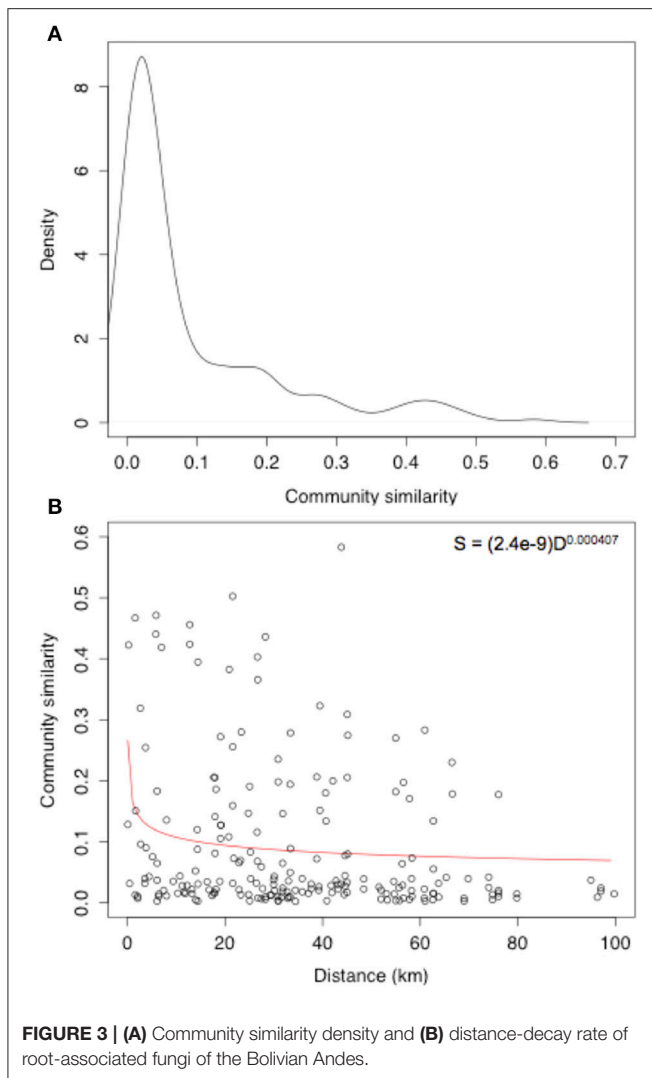 A
Density
8
6
4
2
0
0.0 0.1 0.2 0.3 0.4 0.5 0.6 0.7
Community similarity
B
S = (2.4e-9)D^0.000407
Community similarity
0.6
0.5
0.4
0.3
0.2
0.1
0.0
0 20 40 60 80 100
Distance (km)
FIGURE 3 | (A) Community similarity density and (B) distance-decay rate of
root-associated fungi of the Bolivian Andes.